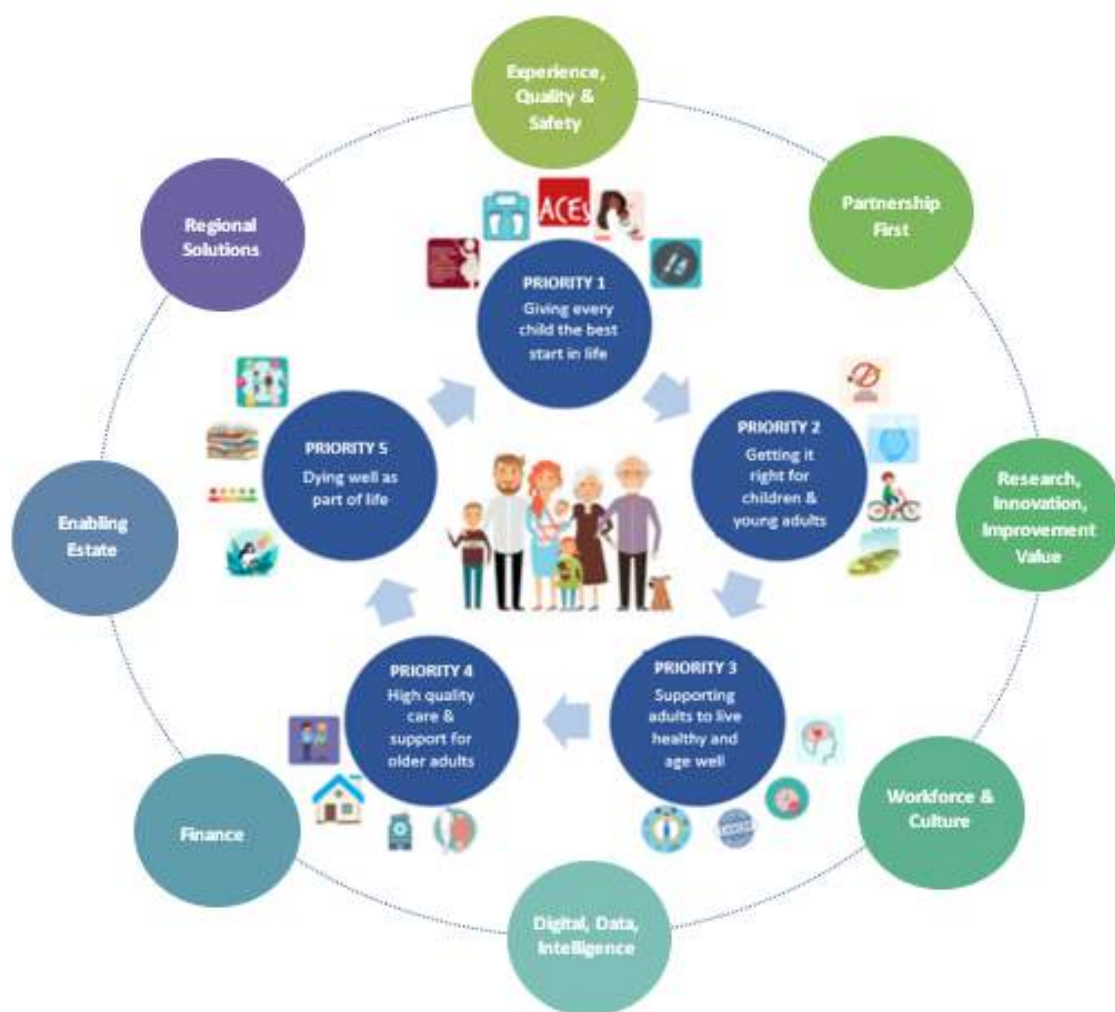 Experience,
Quality &
Safety
Partnership
First
Research,
Innovation,
Improvement
Value
Workforce &
Culture
Digital, Data,
Intelligence
Finance
Enabling
Estate
Regional
Solutions
ACEs
PRIORITY 1
Giving every
child the best
start in life
PRIORITY 2
Getting it
right for
children &
young adults
PRIORITY 3
Supporting
adults to live
healthy and
age well
PRIORITY 4
High quality
care &
support for
older adults
PRIORITY 5
Dying well as
part of life